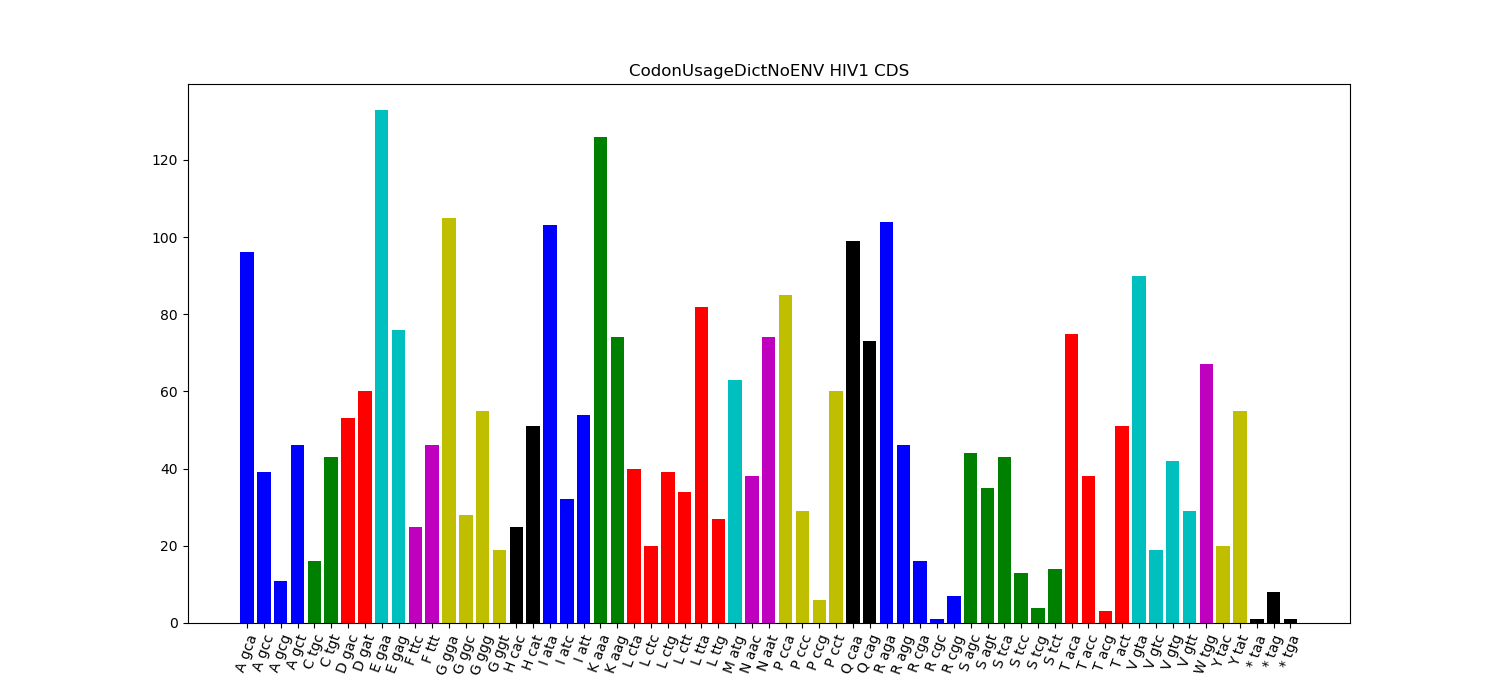 CodonUsageDictNoENV HIV1 CDS
120
100
80
60
40
20
0
A gca
A gcc
A gcg
A gct
C tgc
C tgt
D gac
D gat
E gaa
E gag
F ttc
F ttt
G gga
G ggc
G ggg
G ggt
H cac
H cat
I ata
I atc
I att
K aaa
K aag
L cta
L ctc
L ctg
L ctt
L tta
L ttg
M atg
N aac
N aat
P cca
P ccc
P ccg
P cct
Q caa
Q cag
R aga
R agg
R cga
R cgc
R cgg
S agc
S agt
S tca
S tcc
S tcg
S tct
T aca
T acc
T acg
T act
V gta
V gtc
V gtg
V gtt
W tgg
Y tac
Y tat
* taa
* tag
* tga